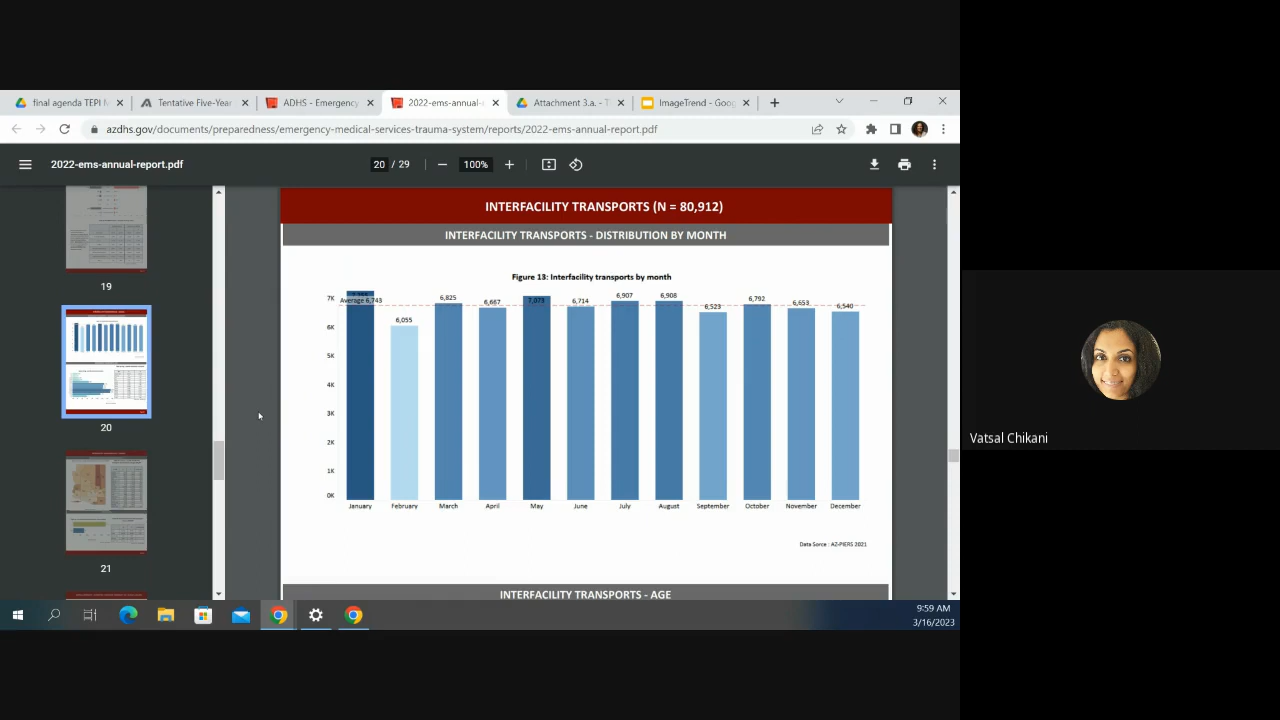 final agenda TEPI M
Tentative Five-Year
ADHS - Emergency
2022-ems-annual-r
Attachment 3.a. - T
ImageTrend - Goog
azdhs.gov/documents/preparedness/emergency-medical-services-trauma-system/reports/2022-ems-annual-report.pdf
2022-ems-annual-report.pdf
20 / 29
100%
INTERFACILITY TRANSPORTS (N = 80,912)
INTERFACILITY TRANSPORTS - DISTRIBUTION BY MONTH
Figure 13: Interfacility transports by month
7K
Average 6,743
6,055
6,825
6,667
7,073
6,714
6,907
6,908
6,523
6,792
6,653
6,540
6K
5K
4K
3K
2K
1K
0K
January
February
March
April
May
June
July
August
September
October
November
December
Data Sorce : AZ-PIERS 2021
INTERFACILITY TRANSPORTS - AGE
19
20
21
Vatsal Chikani
9:59 AM
3/16/2023